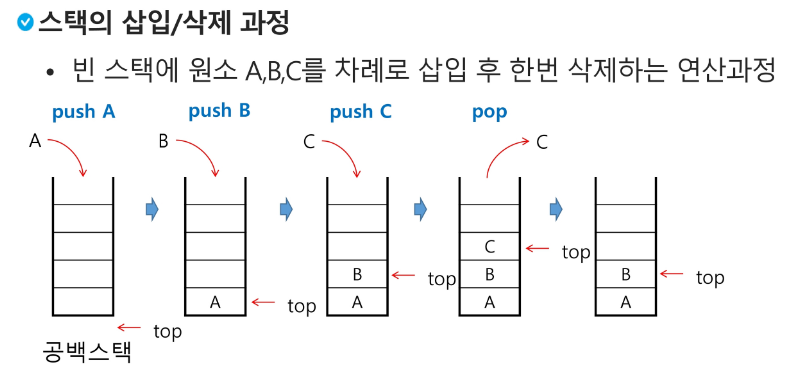 스택의 삽입/삭제 과정
• 빈 스택에 원소 A,B,C를 차례로 삽입 후 한번 삭제하는 연산과정
push A push B push C pop
A B C C
C
B top B top B top
A top A A A
top
공백스택